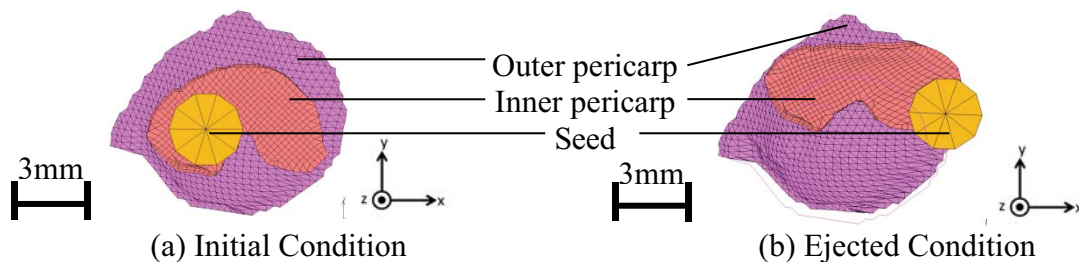 Outer pericarp
Inner pericarp
Seed
3mm
y
z
x
3mm
y
z
x
(a) Initial Condition
(b) Ejected Condition